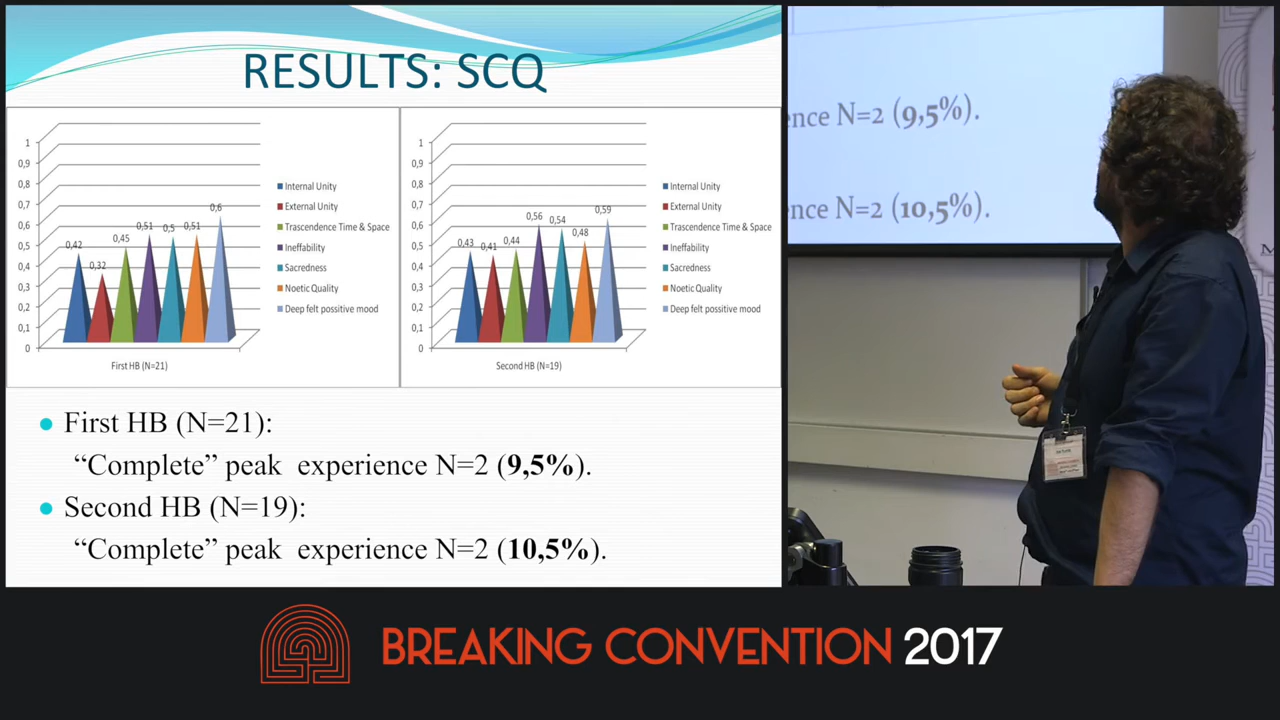 RESULTS: SCQ
1
0,9
0,8
0,7
0,6
0,5
0,4
0,3
0,2
0,1
0
0,42
0,32
0,45
0,51
0,5
0,51
0,6
Internal Unity
External Unity
Trascendence Time & Space
Ineffability
Sacredness
Noetic Quality
Deep felt possitive mood
First HB (N=21)
1
0,9
0,8
0,7
0,6
0,5
0,4
0,3
0,2
0,1
0
0,43
0,41
0,44
0,56
0,54
0,48
0,59
Internal Unity
External Unity
Trascendence Time & Space
Ineffability
Sacredness
Noetic Quality
Deep felt possitive mood
Second HB (N=19)
First HB (N=21):
“Complete” peak experience N=2 (9,5%).
Second HB (N=19):
“Complete” peak experience N=2 (10,5%).
ence N=2 (9,5%).
ence N=2 (10,5%).
BREAKING CONVENTION 2017